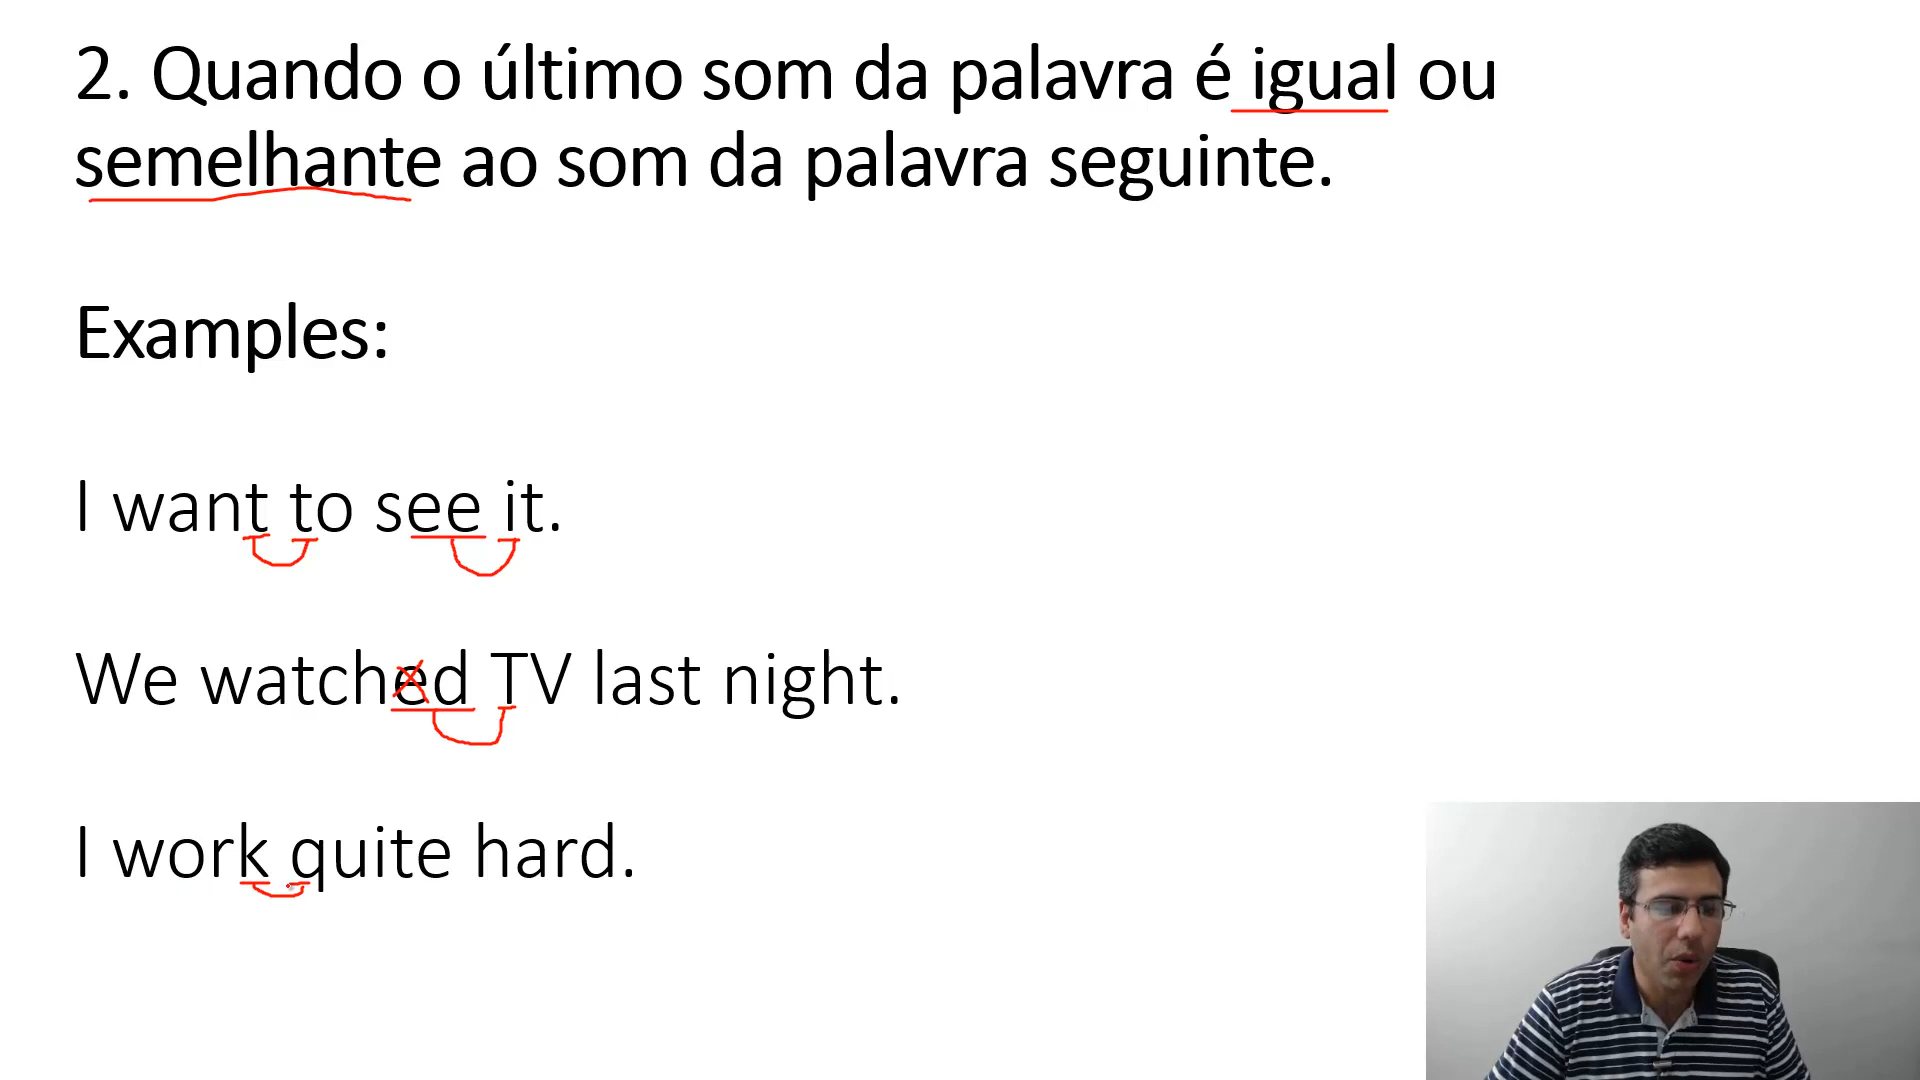 2. Quando o último som da palavra é igual ou
semelhante ao som da palavra seguinte.
Examples:
I want to see it.
We watched TV last night.
I work quite hard.